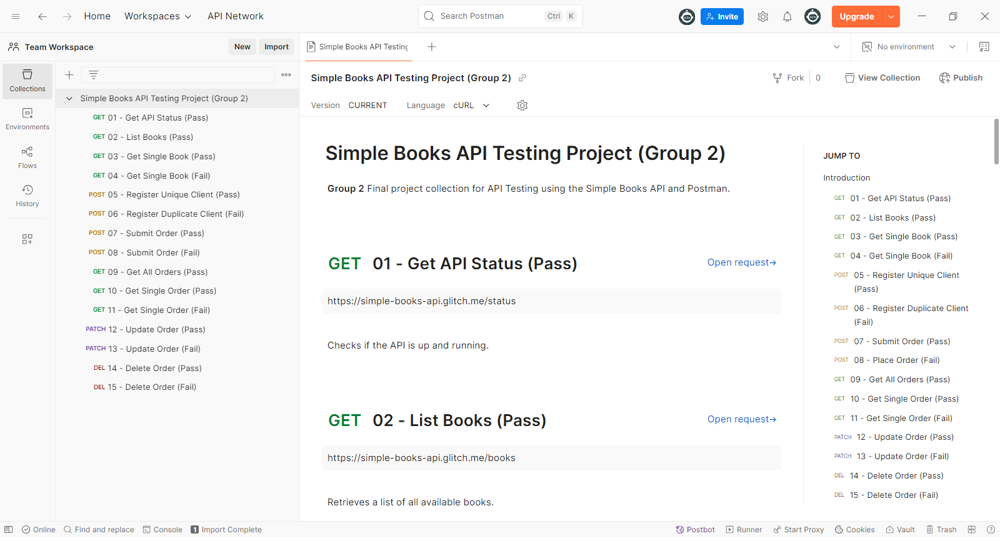 Home Workspaces API Network Search Postman Ctrl K Invite Upgrade
Team Workspace New Import Simple Books API Testing No environment
Collections
Environments
Flows
History
Simple Books API Testing Project (Group 2)
GET 01 - Get API Status (Pass)
GET 02 - List Books (Pass)
GET 03 - Get Single Book (Pass)
GET 04 - Get Single Book (Fail)
POST 05 - Register Unique Client (Pass)
POST 06 - Register Duplicate Client (Fail)
POST 07 - Submit Order (Pass)
POST 08 - Submit Order (Fail)
GET 09 - Get All Orders (Pass)
GET 10 - Get Single Order (Pass)
GET 11 - Get Single Order (Fail)
PATCH 12 - Update Order (Pass)
PATCH 13 - Update Order (Fail)
DEL 14 - Delete Order (Pass)
DEL 15 - Delete Order (Fail)
Simple Books API Testing Project (Group 2) Fork 0 View Collection Publish
Version CURRENT Language cURL
Simple Books API Testing Project (Group 2)
Group 2 Final project collection for API Testing using the Simple Books API and Postman.
GET 01 - Get API Status (Pass) Open request→
https://simple-books-api.glitch.me/status
Checks if the API is up and running.
GET 02 - List Books (Pass) Open request→
https://simple-books-api.glitch.me/books
Retrieves a list of all available books.
JUMP TO
Introduction
GET 01 - Get API Status (Pass)
GET 02 - List Books (Pass)
GET 03 - Get Single Book (Pass)
GET 04 - Get Single Book (Fail)
POST 05 - Register Unique Client
(Pass)
POST 06 - Register Duplicate Client
(Fail)
POST 07 - Submit Order (Pass)
POST 08 - Place Order (Fail)
GET 09 - Get All Orders (Pass)
GET 10 - Get Single Order (Pass)
GET 11 - Get Single Order (Fail)
PATCH 12 - Update Order (Pass)
PATCH 13 - Update Order (Fail)
DEL 14 - Delete Order (Pass)
DEL 15 - Delete Order (Fail)
Online Find and replace Console 1 Import Complete Postbot Runner Start Proxy Cookies Vault Trash